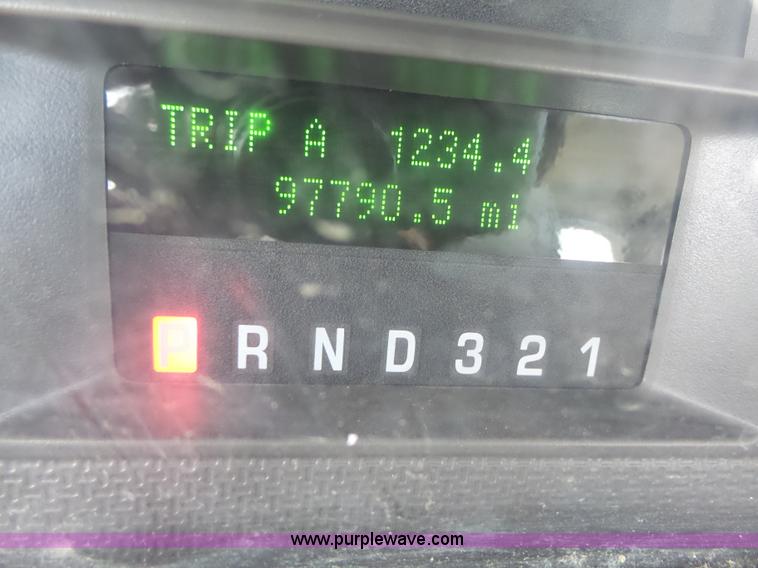 TRIP A 1234.4
97790.5 mi
P R N D 3 2 1
www.purplewave.com